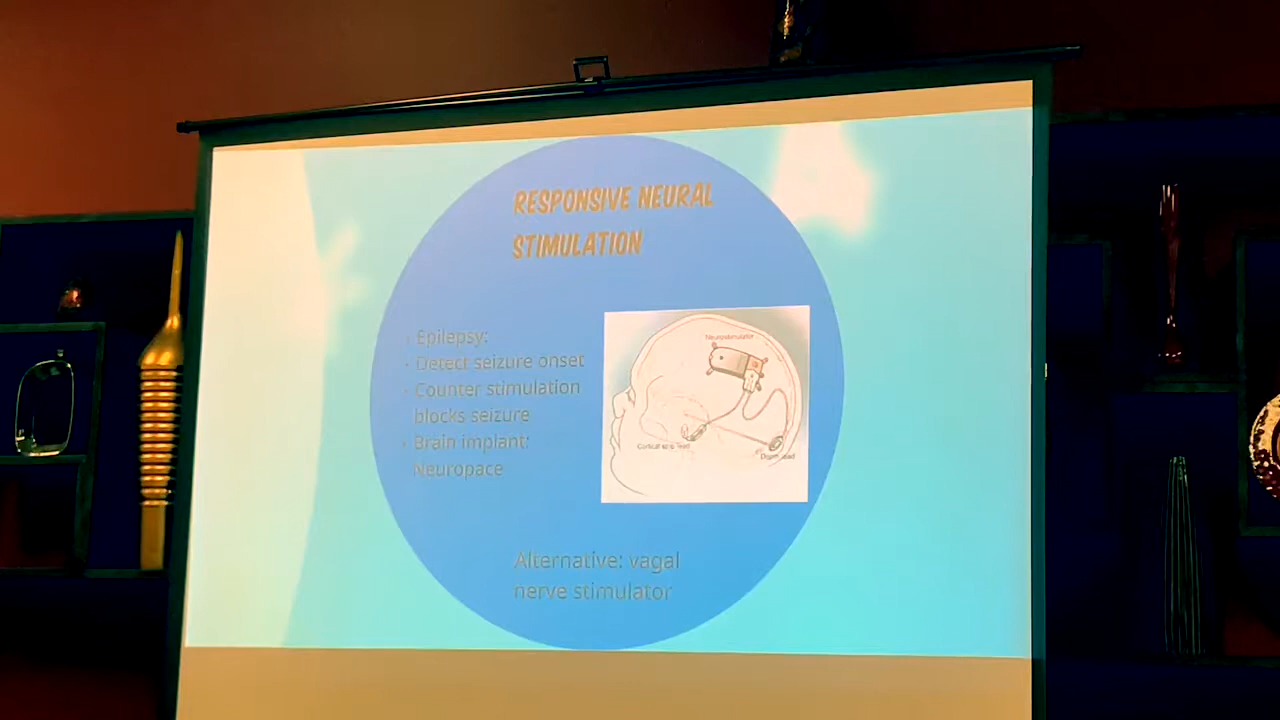 RESPONSIVE NEURAL
STIMULATION
· Epilepsy:
· Detect seizure onset
· Counter stimulation
blocks seizure
· Brain implant:
Neuropace
Neurostimulator
Cortical strip lead
Depth lead
Alternative: vagal
nerve stimulator